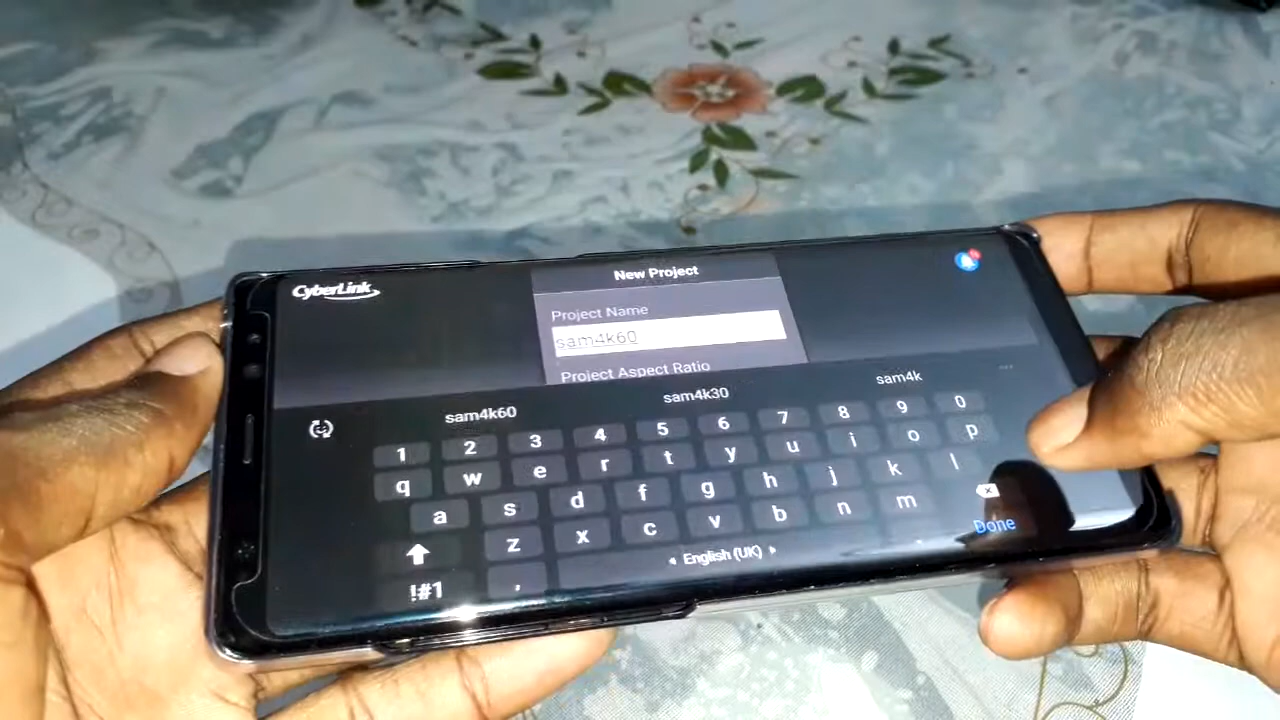 CyberLink
New Project
Project Name
sam4k60
Project Aspect Ratio
sam4k60 sam4k30 sam4k
1 2 3 4 5 6 7 8 9 0
q w e r t y u i o p
a s d f g h j k l
z x c v b n m
!#1 , English (UK) Done